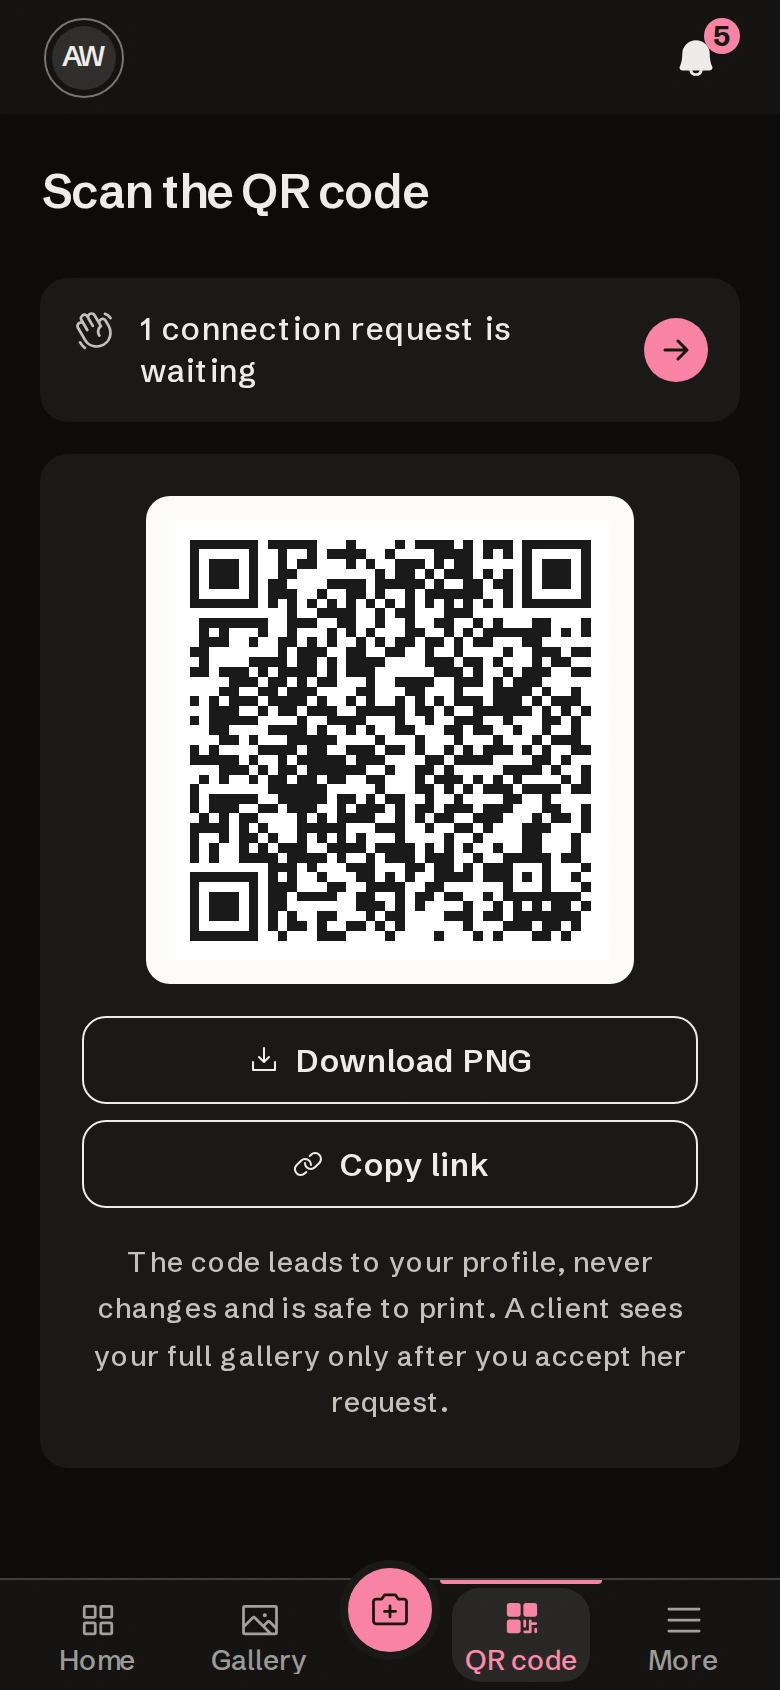 AW
5
Scan the QR code
1 connection request is
waiting
Download PNG
Copy link
The code leads to your profile, never
changes and is safe to print. A client sees
your full gallery only after you accept her
request.
Home
Gallery
QR code
More